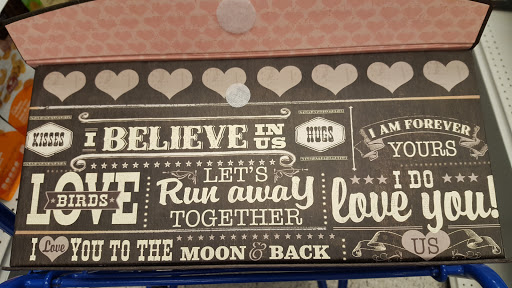 KISSES
I BELIEVE IN US
HUGS
I AM FOREVER
YOURS
LOVE
BIRDS
LET'S
Run away
TOGETHER
I DO
love you!
I Love YOU TO THE MOON & BACK
US